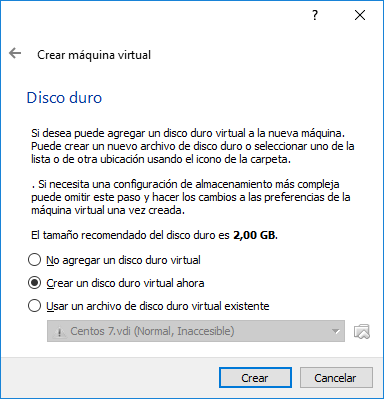 ?
Crear máquina virtual
Disco duro
Si desea puede agregar un disco duro virtual a la nueva máquina.
Puede crear un nuevo archivo de disco duro o seleccionar uno de la
lista o de otra ubicación usando el icono de la carpeta.
. Si necesita una configuración de almacenamiento más compleja
puede omitir este paso y hacer los cambios a las preferencias de la
máquina virtual una vez creada.
El tamaño recomendado del disco duro es 2,00 GB.
No agregar un disco duro virtual
Crear un disco duro virtual ahora
Usar un archivo de disco duro virtual existente
Centos 7.vdi (Normal, Inaccesible)
Crear
Cancelar